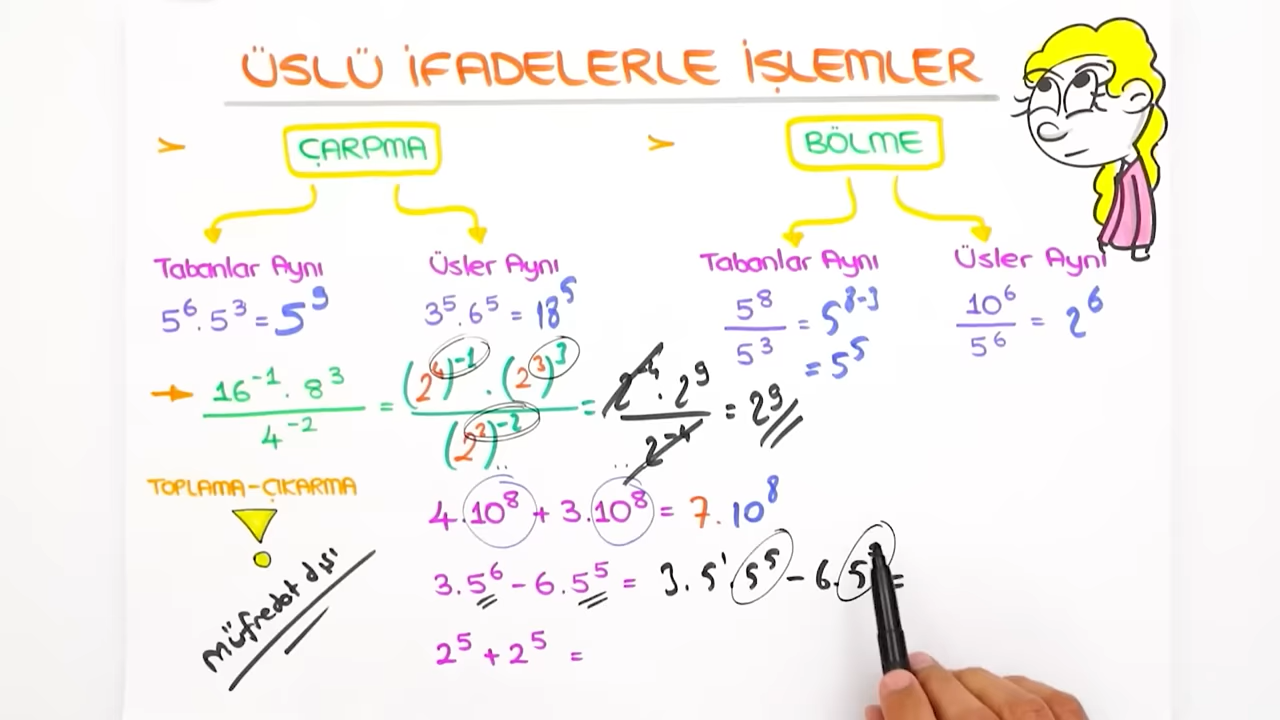 ÜSLÜ İFADELERLE İŞLEMLER
> ÇARPMA
> BÖLME
Tabanlar Aynı
Üsler Aynı
Tabanlar Aynı
Üsler Aynı
5⁶.5³ = 5⁹
3⁵.6⁵ = 18⁵
5⁸/5³ = 5⁸⁻³
= 5⁵
10⁶/5⁶ = 2⁶
(16⁻¹.8³)/4⁻² = ((2⁴)⁻¹.(2³)³)/(2²)⁻² = (2⁻⁴.2⁹)/2⁻⁴ = 2⁹
TOPLAMA-ÇIKARMA
!
Müfredat dışı
4.10⁸ + 3.10⁸ = 7.10⁸
3.5⁶ - 6.5⁵ = 3.5¹.5⁵ - 6.5 =
2⁵ + 2⁵ =